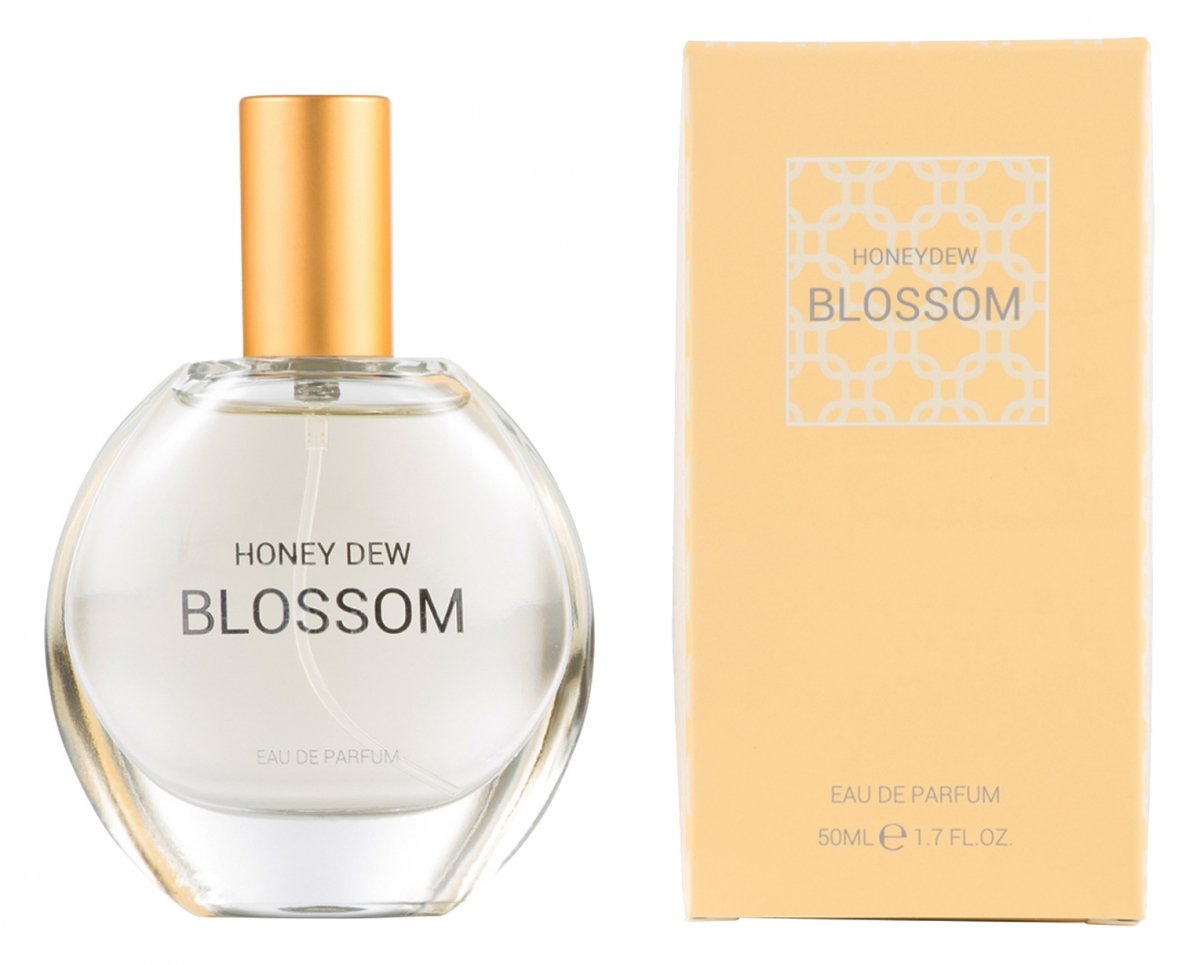 HONEY DEW
BLOSSOM
EAU DE PARFUM
HONEYDEW
BLOSSOM
EAU DE PARFUM
50ML ℮ 1.7 FL.OZ.